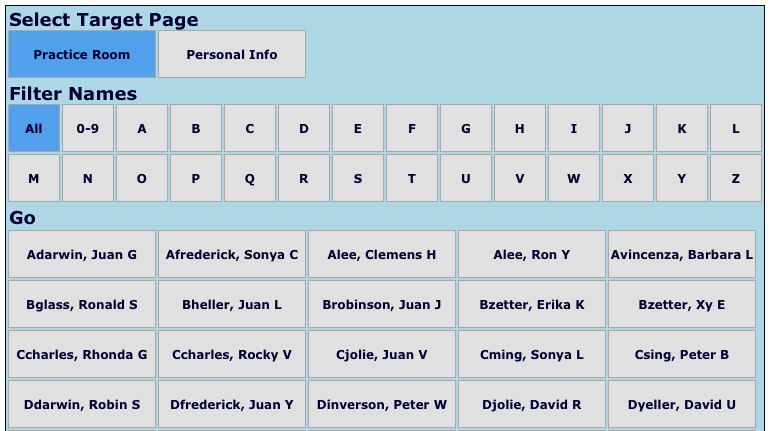 Select Target Page
Practice Room Personal Info
Filter Names
All 0-9 A B C D E F G H I J K L
M N O P Q R S T U V W X Y Z
Go
Adarwin, Juan G Afrederick, Sonya C Alee, Clemens H Alee, Ron Y Avincenza, Barbara L
Bglass, Ronald S Bheller, Juan L Brobinson, Juan J Bzetter, Erika K Bzetter, Xy E
Ccharles, Rhonda G Ccharles, Rocky V Cjolie, Juan V Cming, Sonya L Csing, Peter B
Ddarwin, Robin S Dfrederick, Juan Y Dinverson, Peter W Djolie, David R Dyeller, David U